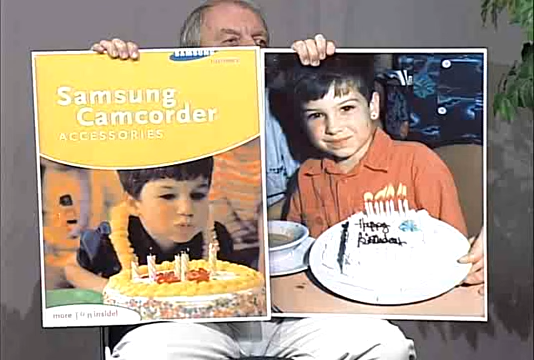 SAMSUNG
Samsung
Camcorder
ACCESSORIES
more
inside!
Happy
Birthday